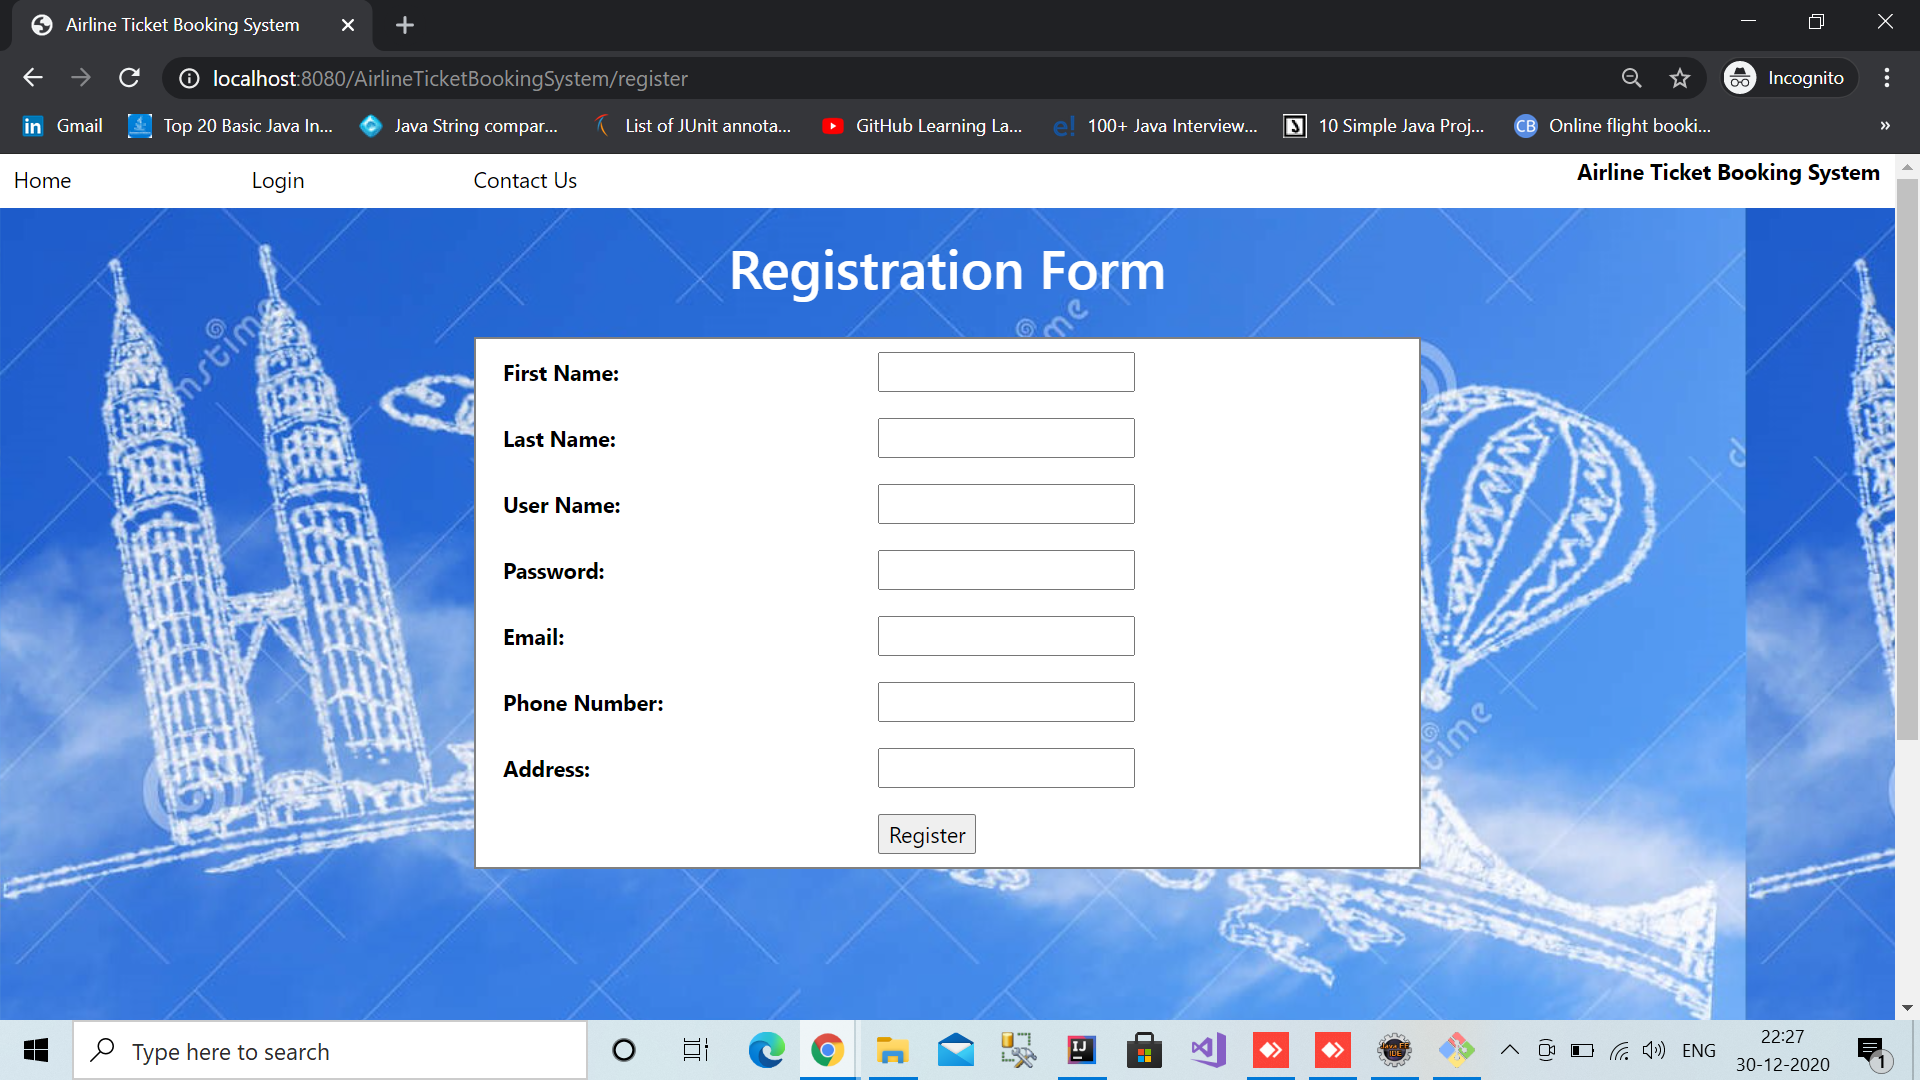 Airline Ticket Booking System
localhost:8080/AirlineTicketBookingSystem/register
Incognito
Gmail
Top 20 Basic Java In...
Java String compar...
List of JUnit annota...
GitHub Learning La...
100+ Java Interview...
10 Simple Java Proj...
CB Online flight booki...
»
Home
Login
Contact Us
Airline Ticket Booking System
Registration Form
First Name:
Last Name:
User Name:
Password:
Email:
Phone Number:
Address:
Register
Type here to search
ENG
22:27
30-12-2020
1